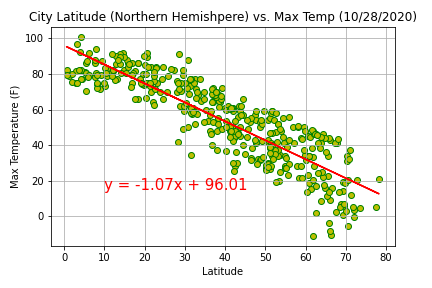 City Latitude (Northern Hemishpere) vs. Max Temp (10/28/2020)
Max Temperature (F)
100
80
60
40
20
0
y = -1.07x + 96.01
0 10 20 30 40 50 60 70 80
Latitude